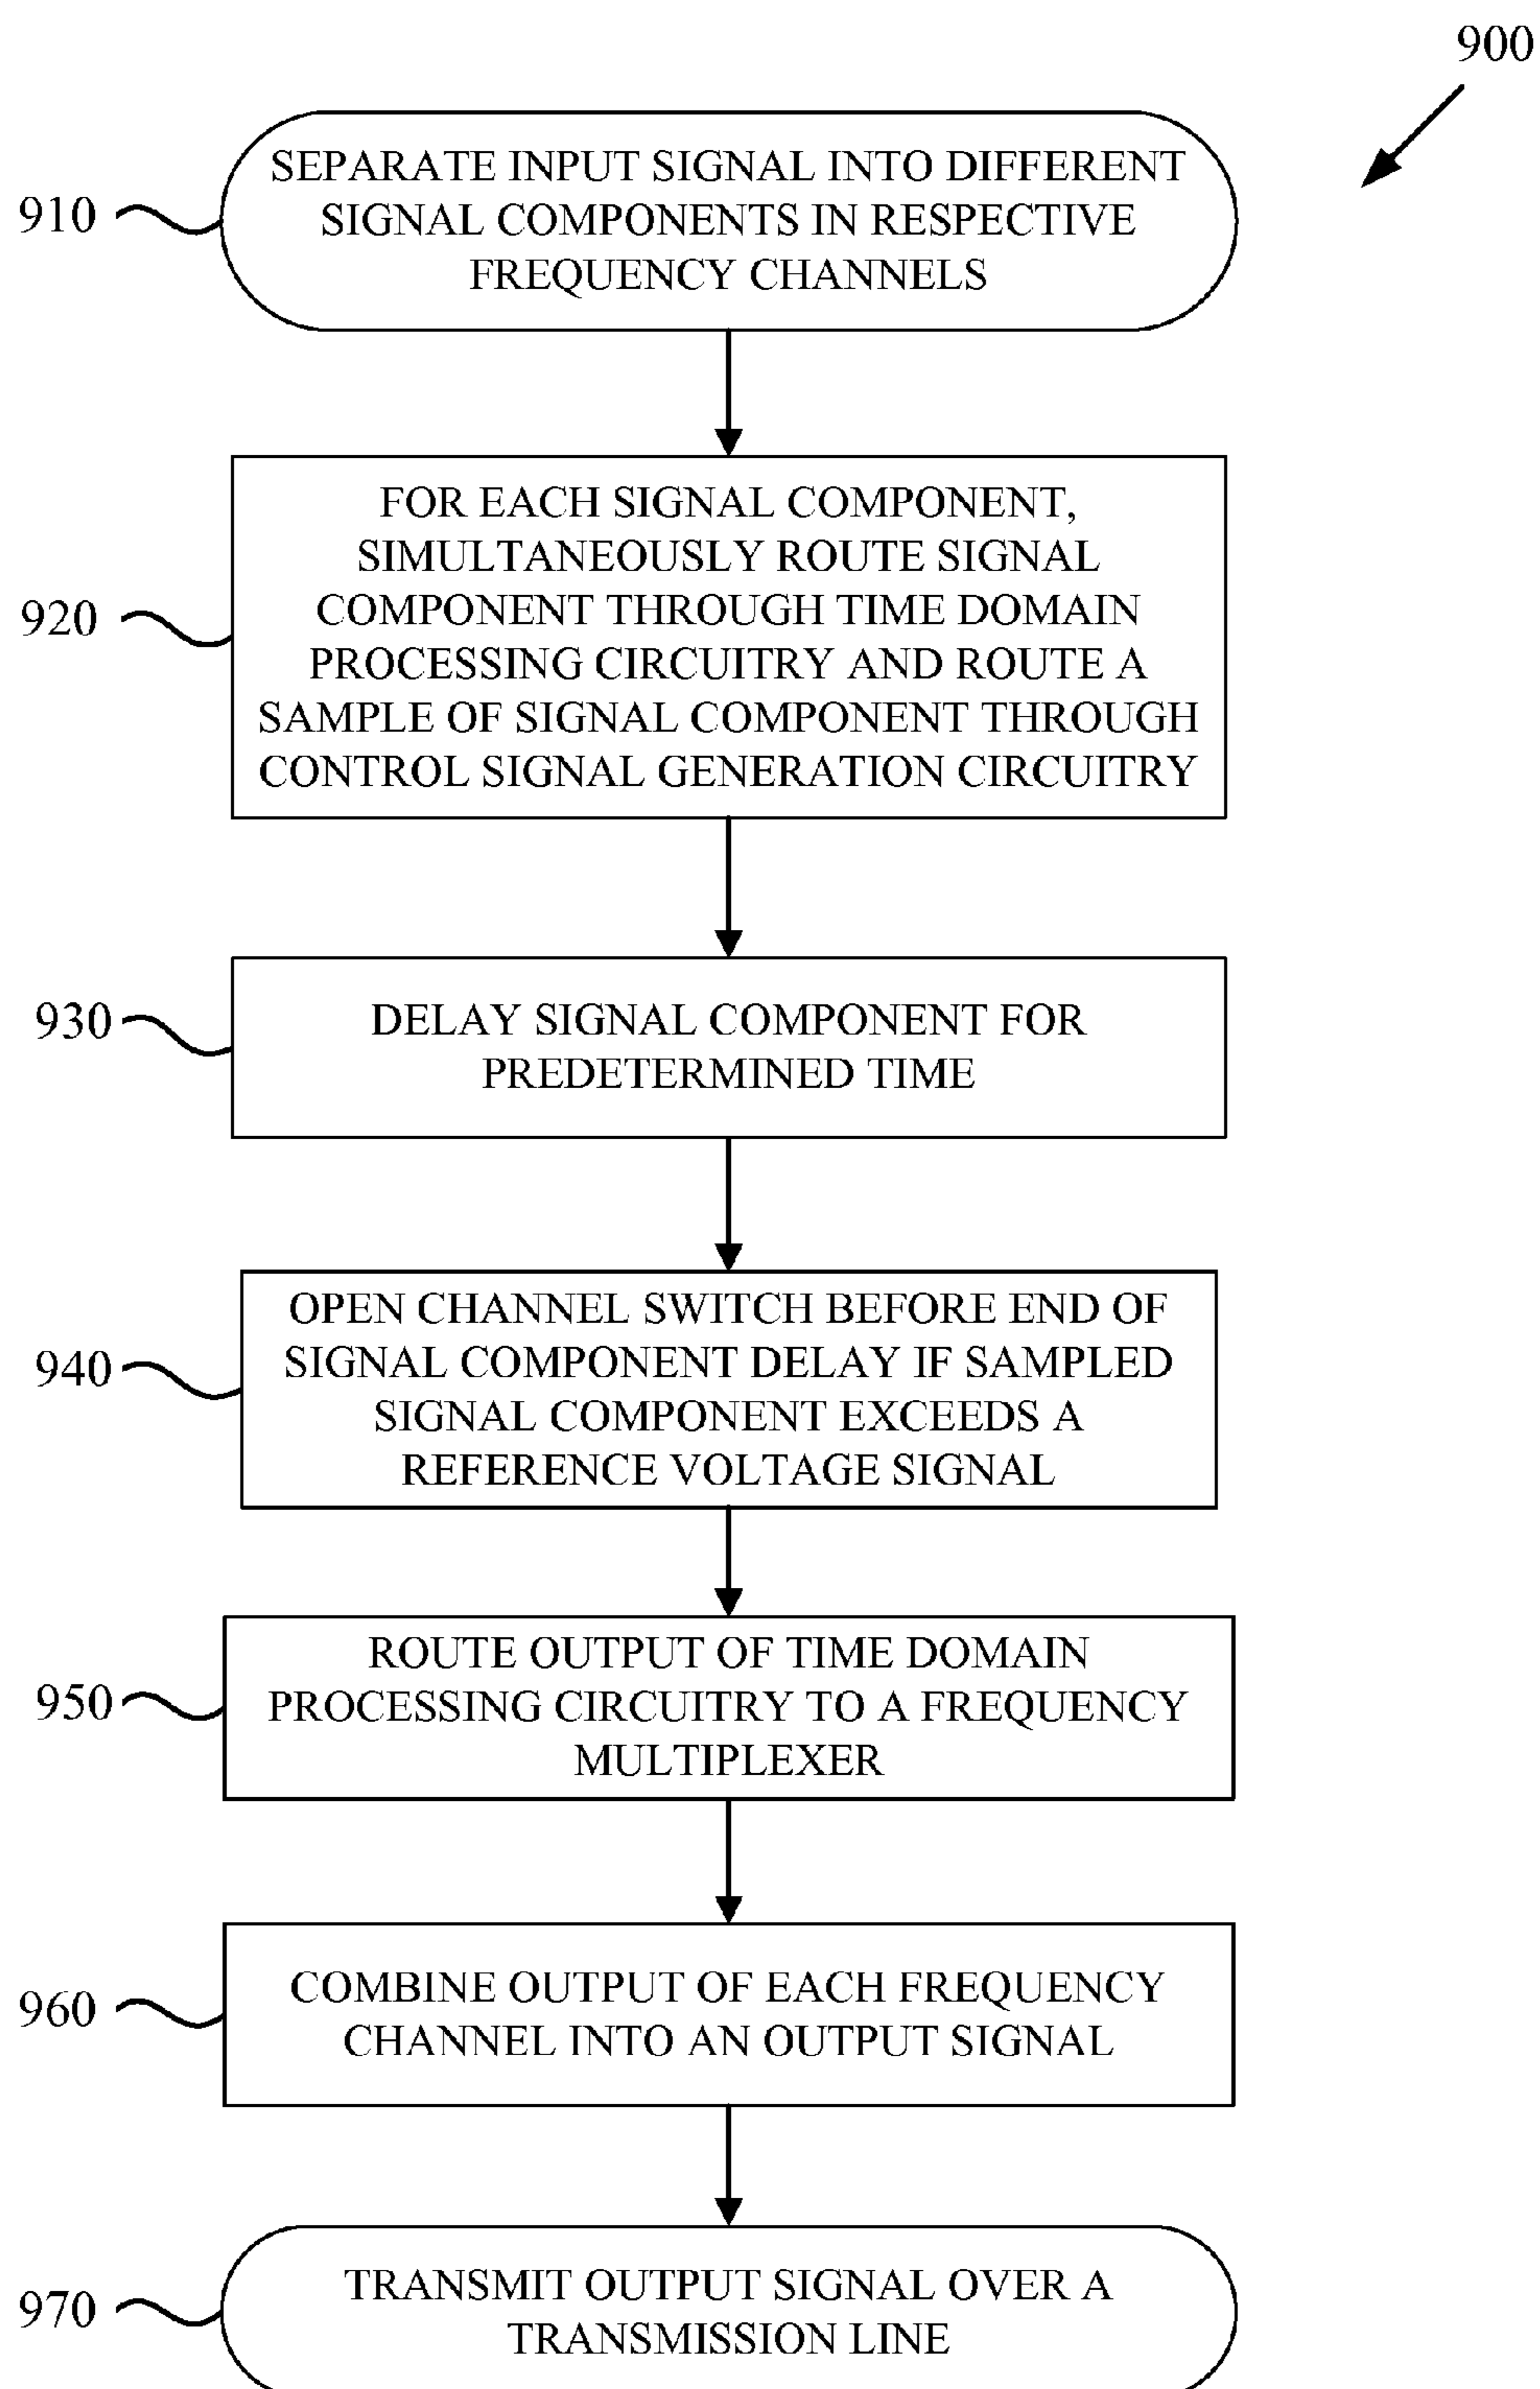 900
910
SEPARATE INPUT SIGNAL INTO DIFFERENT
SIGNAL COMPONENTS IN RESPECTIVE
FREQUENCY CHANNELS
920
FOR EACH SIGNAL COMPONENT,
SIMULTANEOUSLY ROUTE SIGNAL
COMPONENT THROUGH TIME DOMAIN
PROCESSING CIRCUITRY AND ROUTE A
SAMPLE OF SIGNAL COMPONENT THROUGH
CONTROL SIGNAL GENERATION CIRCUITRY
930
DELAY SIGNAL COMPONENT FOR
PREDETERMINED TIME
940
OPEN CHANNEL SWITCH BEFORE END OF
SIGNAL COMPONENT DELAY IF SAMPLED
SIGNAL COMPONENT EXCEEDS A
REFERENCE VOLTAGE SIGNAL
950
ROUTE OUTPUT OF TIME DOMAIN
PROCESSING CIRCUITRY TO A FREQUENCY
MULTIPLEXER
960
COMBINE OUTPUT OF EACH FREQUENCY
CHANNEL INTO AN OUTPUT SIGNAL
970
TRANSMIT OUTPUT SIGNAL OVER A
TRANSMISSION LINE